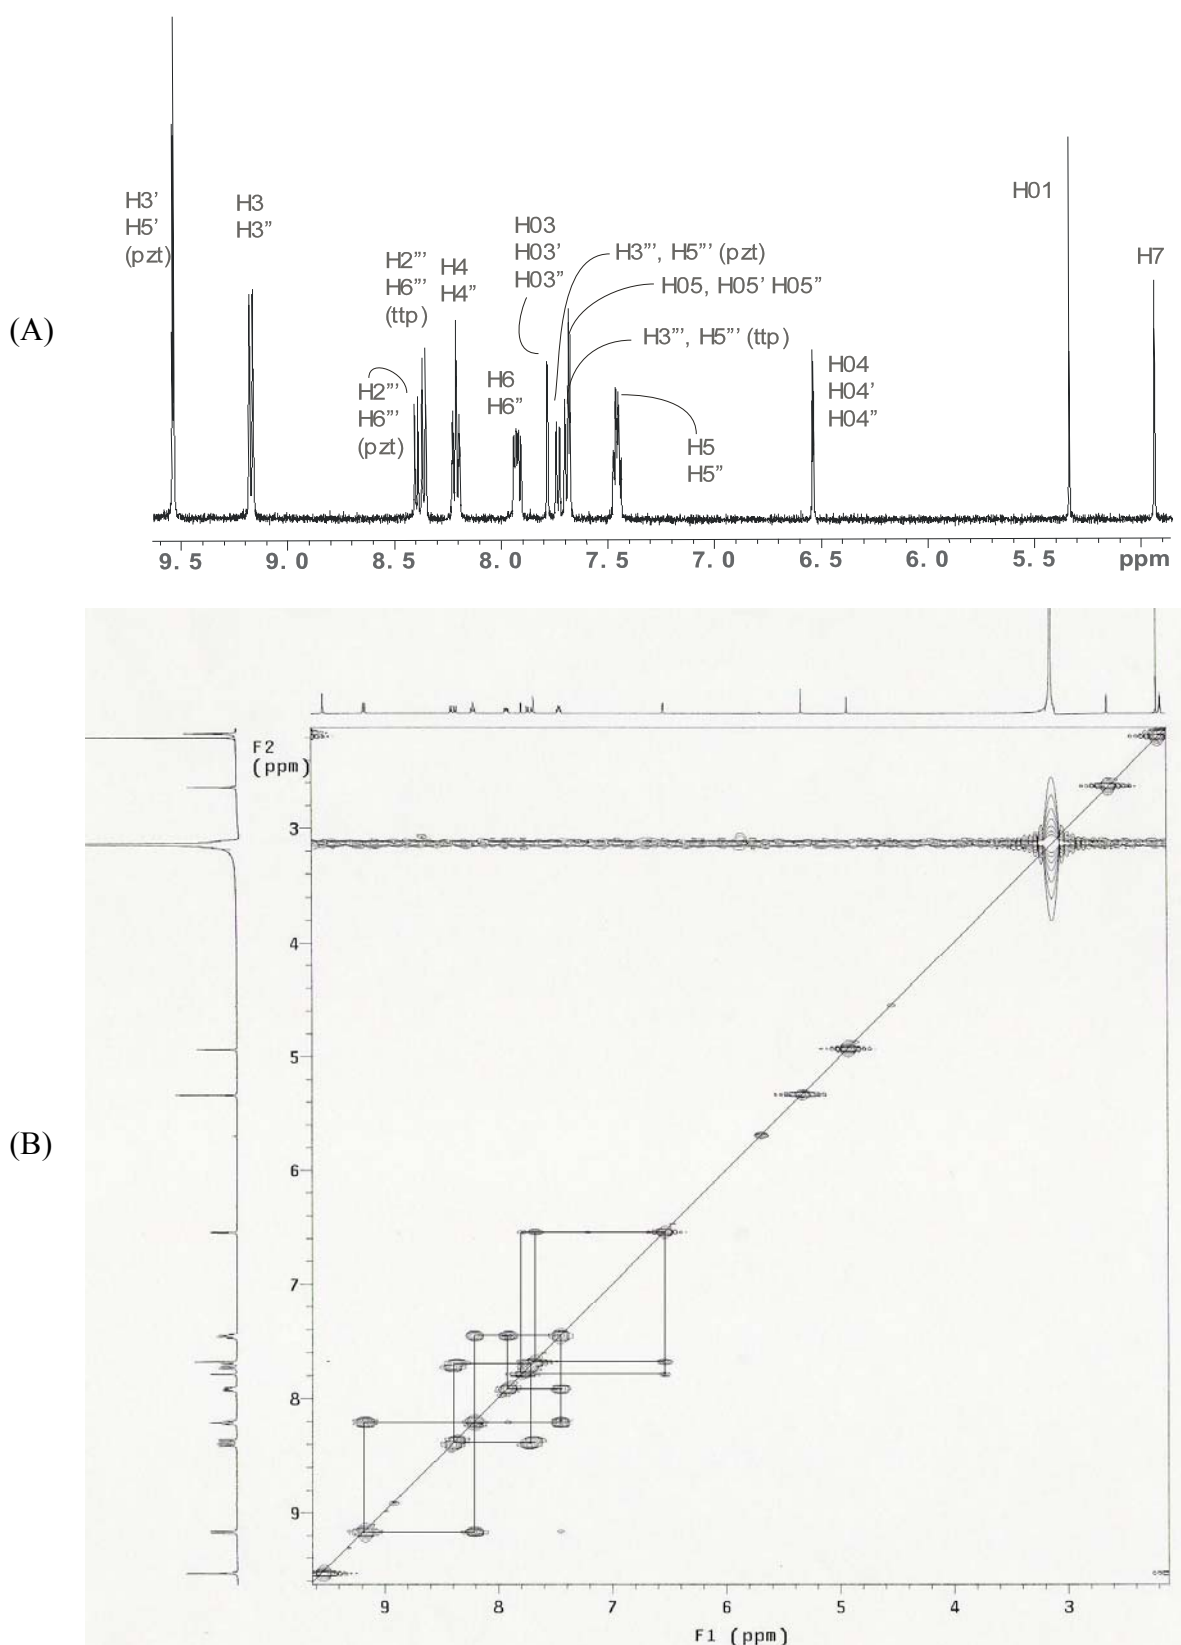 (A)
H3’
H5’
(pzt)
H3
H3”
H2”’
H6”’
(ttp)
H2”’
H6”’
(pzt)
H4
H4”
H6
H6”
H03
H03’
H03”
H3”’, H5”’ (pzt)
H05, H05’ H05”
H3”’, H5”’ (ttp)
H5
H5”
H04
H04’
H04”
H01
H7
9.5 9.0 8.5 8.0 7.5 7.0 6.5 6.0 5.5 ppm
(B)
F2
(ppm)
3
4
5
6
7
8
9
9 8 7 6 5 4 3
F1 (ppm)